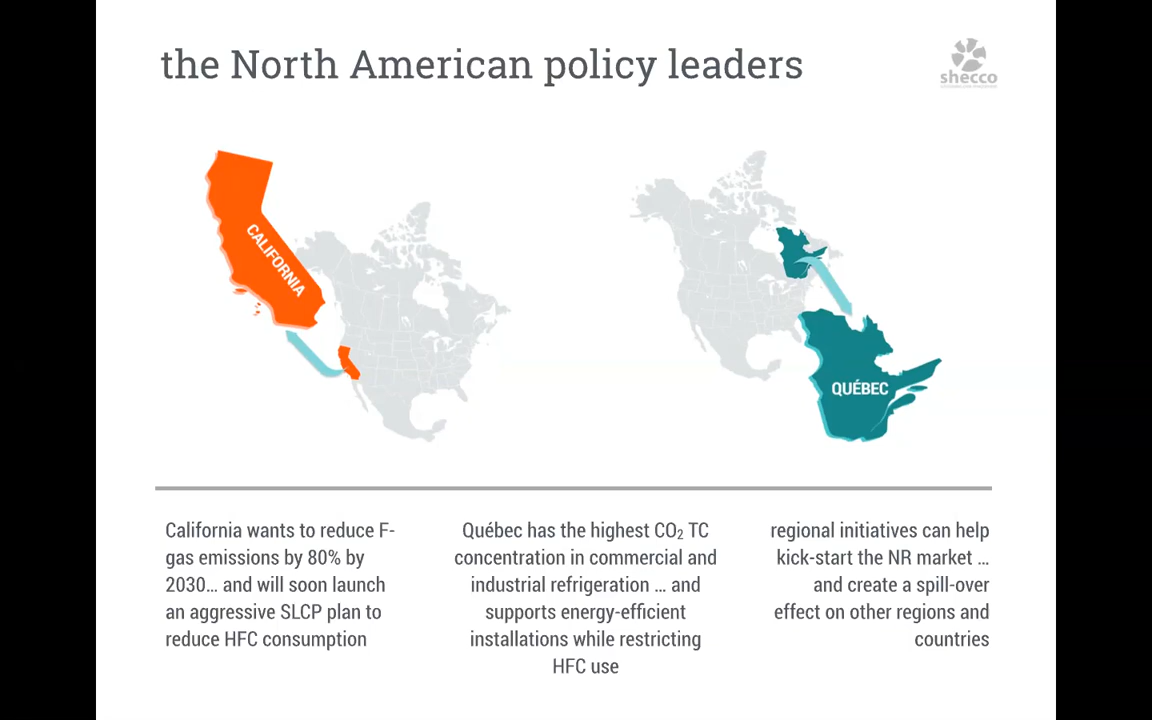 the North American policy leaders
shecco
CALIFORNIA
QUÉBEC
California wants to reduce F-
gas emissions by 80% by
2030... and will soon launch
an aggressive SLCP plan to
reduce HFC consumption
Québec has the highest CO₂ TC
concentration in commercial and
industrial refrigeration ... and
supports energy-efficient
installations while restricting
HFC use
regional initiatives can help
kick-start the NR market ...
and create a spill-over
effect on other regions and
countries